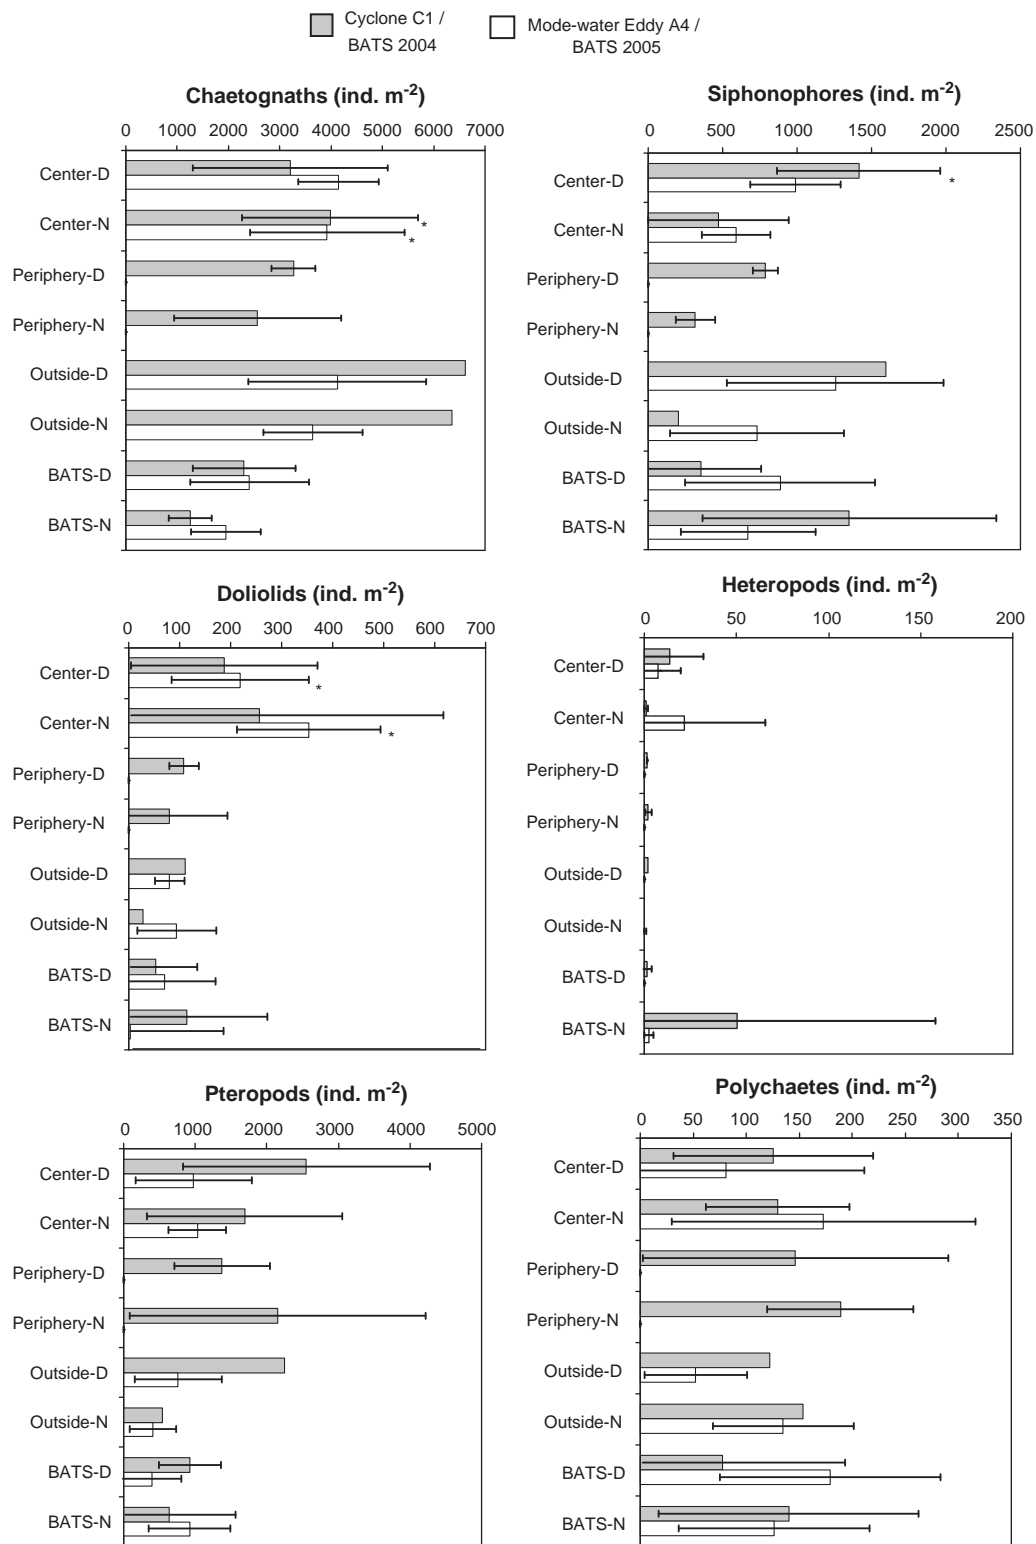 Cyclone C1 /
BATS 2004
Mode-water Eddy A4 /
BATS 2005
Chaetognaths (ind. m-2)
0 1000 2000 3000 4000 5000 6000 7000
Center-D
Center-N
*
*
Periphery-D
Periphery-N
Outside-D
Outside-N
BATS-D
BATS-N
Siphonophores (ind. m-2)
0 500 1000 1500 2000 2500
Center-D
*
Center-N
Periphery-D
Periphery-N
Outside-D
Outside-N
BATS-D
BATS-N
Doliolids (ind. m-2)
0 100 200 300 400 500 600 700
Center-D
*
Center-N
*
Periphery-D
Periphery-N
Outside-D
Outside-N
BATS-D
BATS-N
Heteropods (ind. m-2)
0 50 100 150 200
Center-D
Center-N
Periphery-D
Periphery-N
Outside-D
Outside-N
BATS-D
BATS-N
Pteropods (ind. m-2)
0 1000 2000 3000 4000 5000
Center-D
Center-N
Periphery-D
Periphery-N
Outside-D
Outside-N
BATS-D
BATS-N
Polychaetes (ind. m-2)
0 50 100 150 200 250 300 350
Center-D
Center-N
Periphery-D
Periphery-N
Outside-D
Outside-N
BATS-D
BATS-N